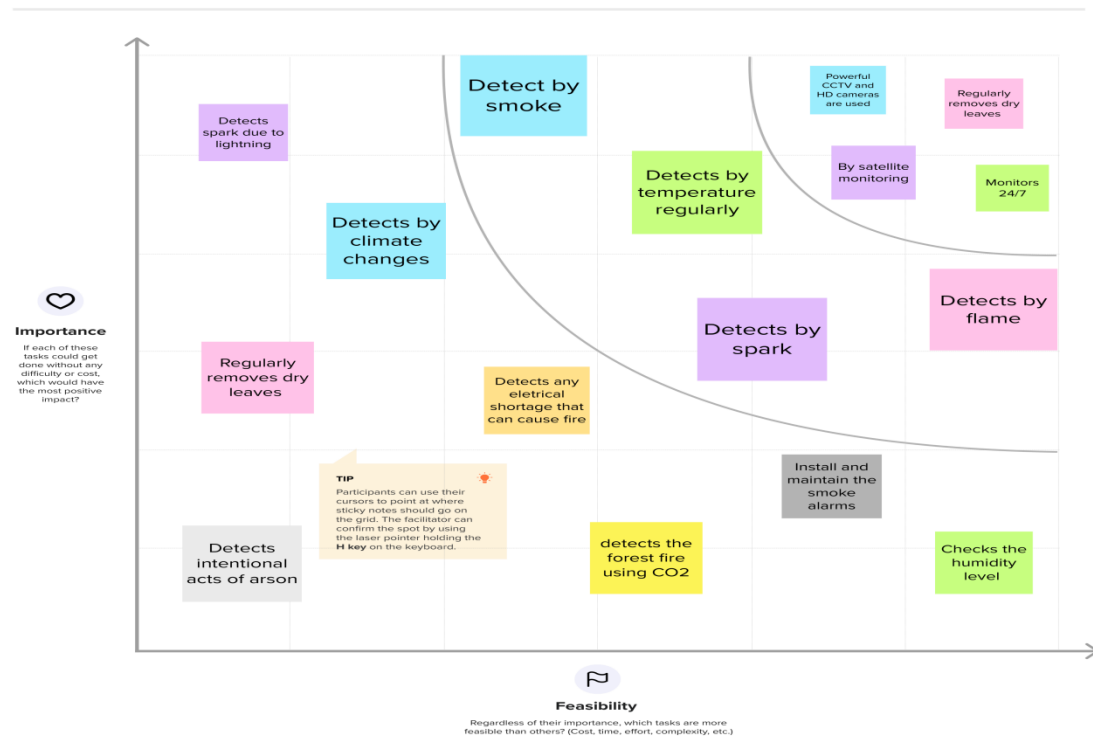 Detect by
smoke
Powerful
CCTV and
HD cameras
are used
Regularly
removes dry
leaves
Detects
spark due to
lightning
Detects by
temperature
regularly
By satellite
monitoring
Monitors
24/7
Detects by
climate
changes
Detects by
flame
Importance
If each of these
tasks could get
done without any
difficulty or cost,
which would have
the most positive
impact?
Detects by
spark
Regularly
removes dry
leaves
Detects any
eletrical
shortage that
can cause fire
TIP
Participants can use their
cursors to point at where
sticky notes should go on
the grid. The facilitator can
confirm the spot by using
the laser pointer holding the
H key on the keyboard.
Install and
maintain the
smoke
alarms
Detects
intentional
acts of arson
detects the
forest fire
using CO2
Checks the
humidity
level
Feasibility
Regardless of their importance, which tasks are more
feasible than others? (Cost, time, effort, complexity, etc.)